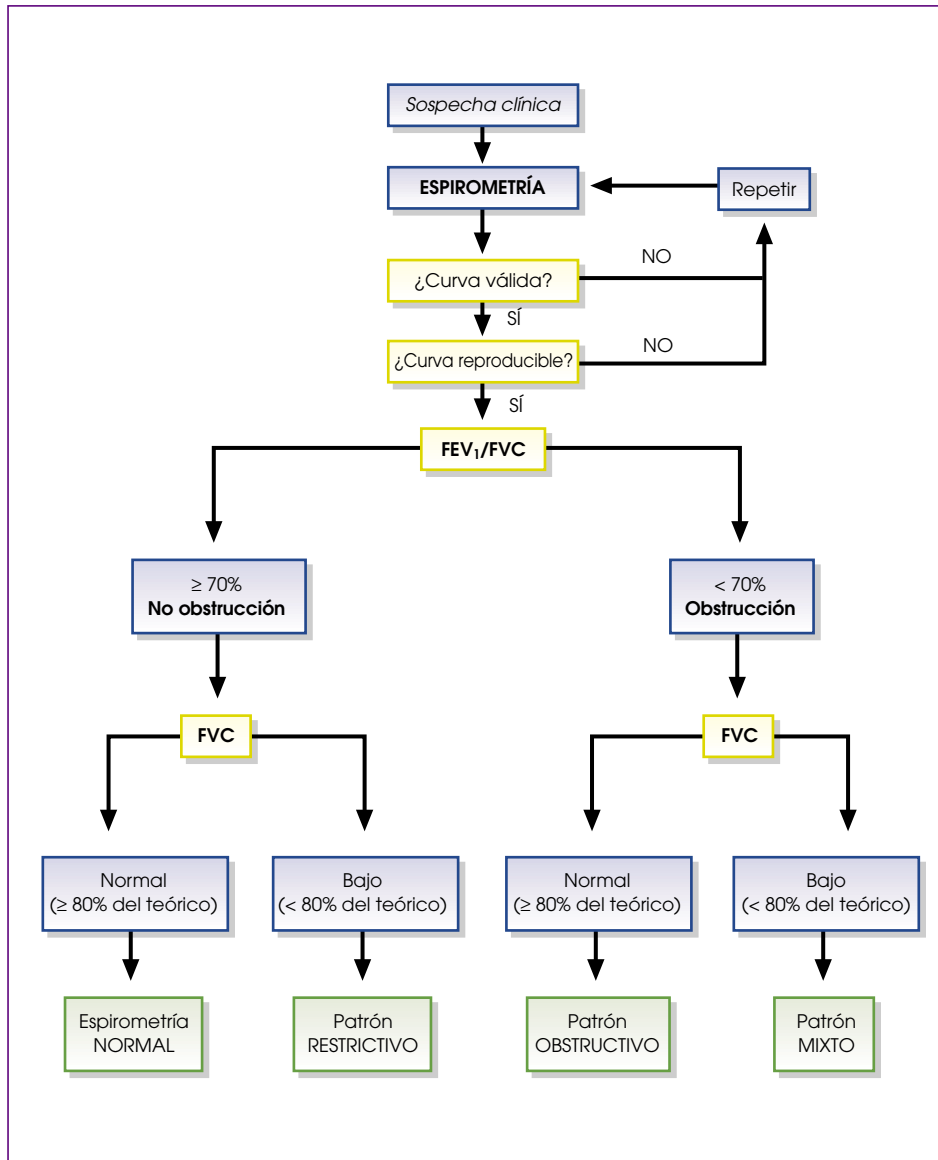 Sospecha clínica
ESPIROMETRÍA
Repetir
NO
¿Curva válida?
SÍ
¿Curva reproducible?
NO
SÍ
FEV₁/FVC
≥ 70%
No obstrucción
< 70%
Obstrucción
FVC
FVC
Normal
(≥ 80% del teórico)
Bajo
(< 80% del teórico)
Normal
(≥ 80% del teórico)
Bajo
(< 80% del teórico)
Espirometría
NORMAL
Patrón
RESTRICTIVO
Patrón
OBSTRUCTIVO
Patrón
MIXTO